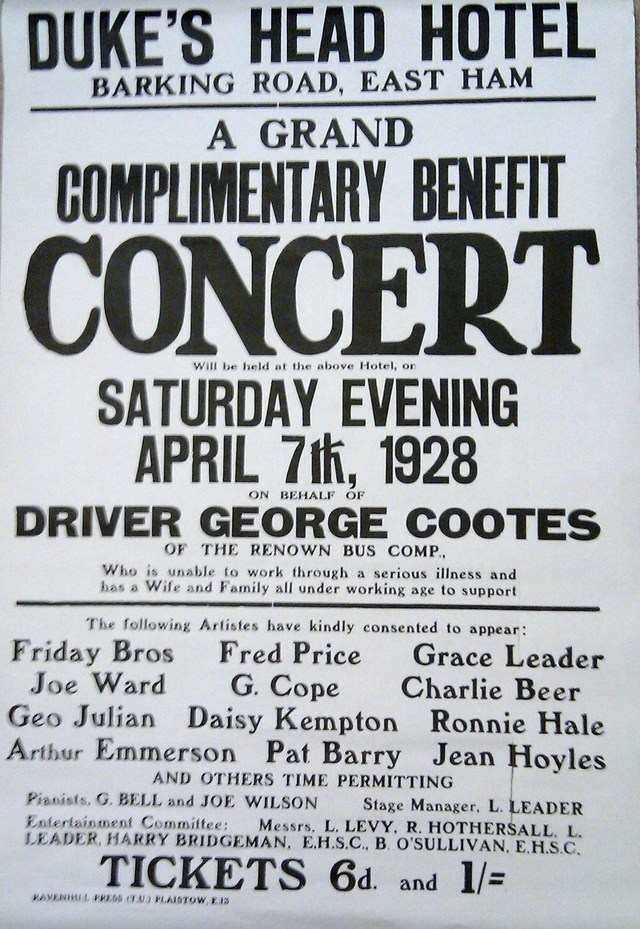 DUKE'S HEAD HOTEL
BARKING ROAD, EAST HAM
A GRAND
COMPLIMENTARY BENEFIT
CONCERT
Will be held at the above Hotel, on
SATURDAY EVENING
APRIL 7th, 1928
ON BEHALF OF
DRIVER GEORGE COOTES
OF THE RENOWN BUS COMP.,
Who is unable to work through a serious illness and
has a Wife and Family all under working age to support
The following Artistes have kindly consented to appear:
Friday Bros Fred Price Grace Leader
Joe Ward G. Cope Charlie Beer
Geo Julian Daisy Kempton Ronnie Hale
Arthur Emmerson Pat Barry Jean Hoyles
AND OTHERS TIME PERMITTING
Pianists, G. BELL and JOE WILSON Stage Manager, L. LEADER
Entertainment Committee: Messrs. L. LEVY, R. HOTHERSALL, L.
LEADER, HARRY BRIDGEMAN, E.H.S.C., B. O'SULLIVAN, E.H.S.C.
TICKETS 6d. and 1/=
RAVENHILL PRESS (T.U.) PLAISTOW, E.13